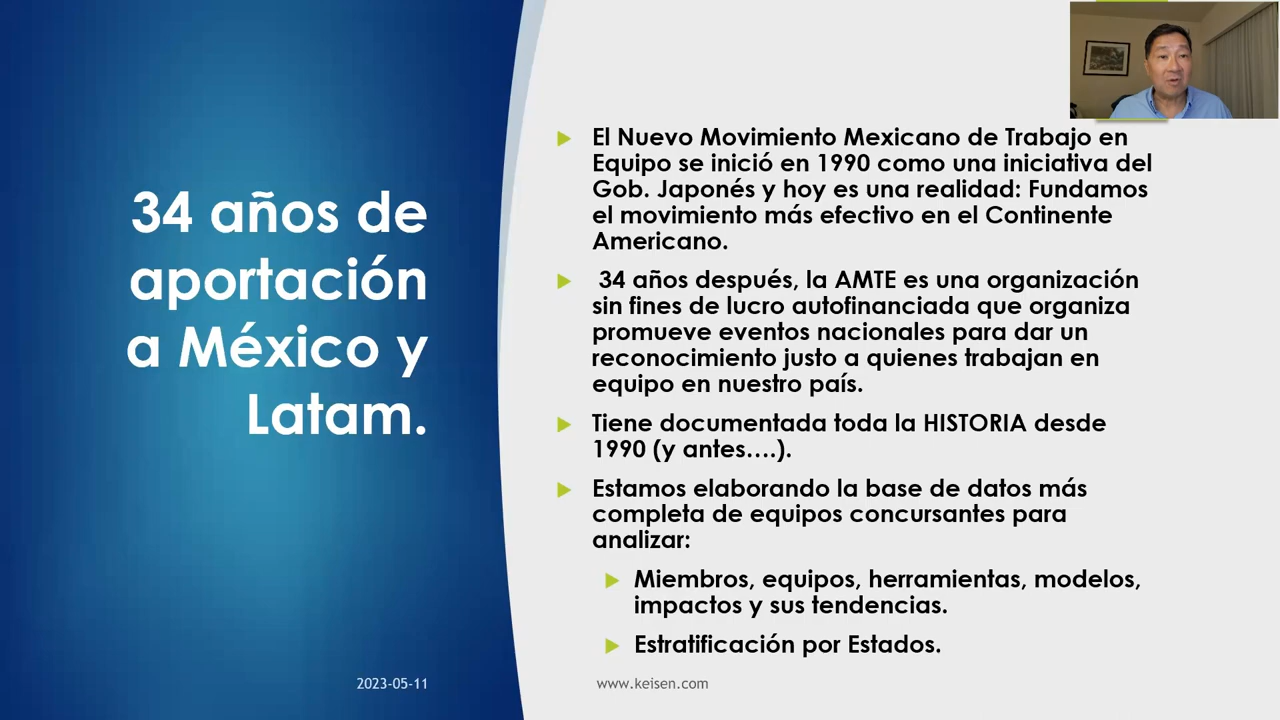 34 años de
aportación
a México y
Latam.
El Nuevo Movimiento Mexicano de Trabajo en
Equipo se inició en 1990 como una iniciativa del
Gob. Japonés y hoy es una realidad: Fundamos
el movimiento más efectivo en el Continente
Americano.
34 años después, la AMTE es una organización
sin fines de lucro autofinanciada que organiza
promueve eventos nacionales para dar un
reconocimiento justo a quienes trabajan en
equipo en nuestro país.
Tiene documentada toda la HISTORIA desde
1990 (y antes....).
Estamos elaborando la base de datos más
completa de equipos concursantes para
analizar:
Miembros, equipos, herramientas, modelos,
impactos y sus tendencias.
Estratificación por Estados.
2023-05-11
www.keisen.com